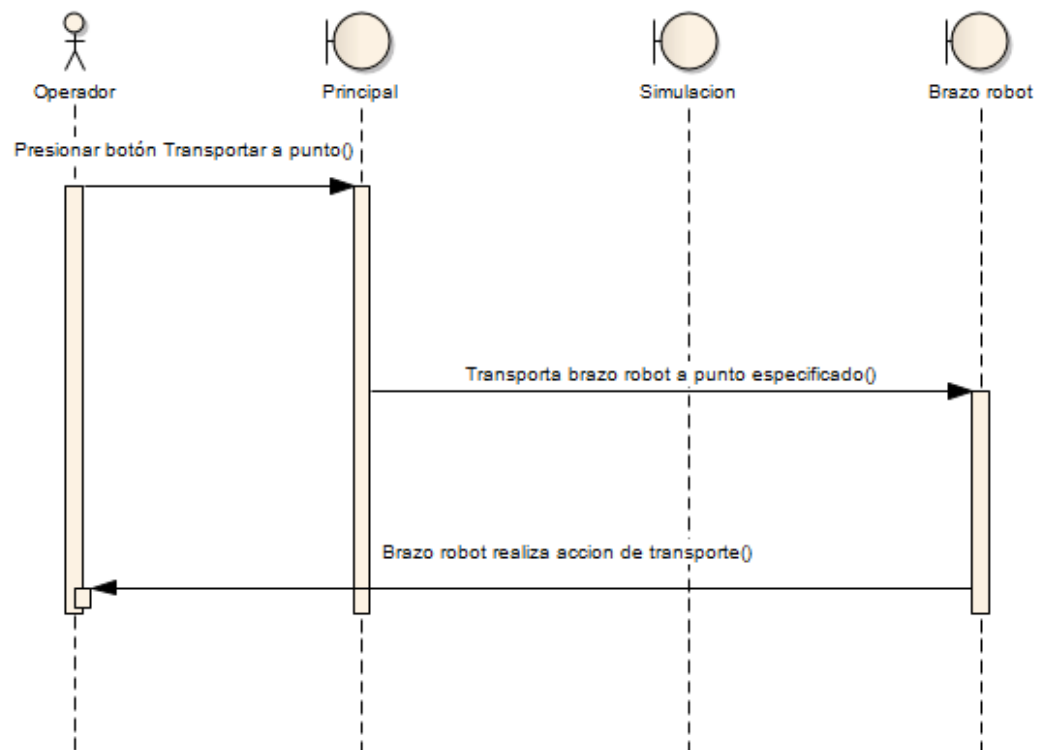 Operador
Principal
Simulacion
Brazo robot
Presionar botón Transportar a punto()
Transporta brazo robot a punto especificado()
Brazo robot realiza accion de transporte()